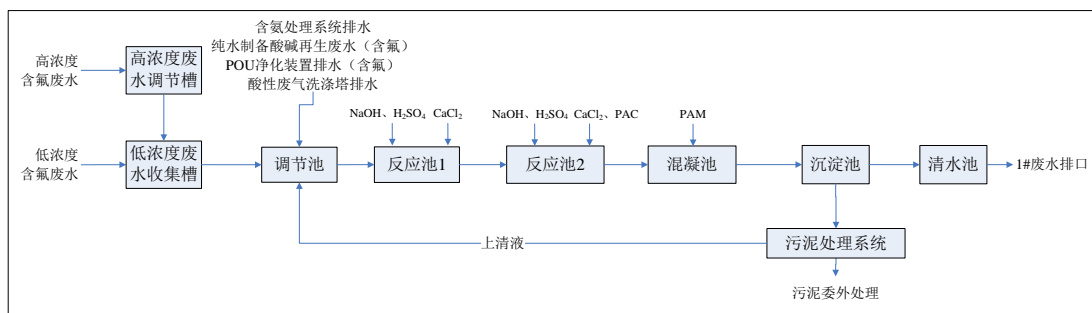 高浓度
含氟废水
高浓度废
水调节槽
含氨处理系统排水
纯水制备酸碱再生废水（含氟）
POU净化装置排水（含氟）
酸性废气洗涤塔排水
低浓度
含氟废水
低浓度废
水收集槽
调节池
NaOH、H₂SO₄ CaCl₂
反应池1
NaOH、H₂SO₄ CaCl₂、PAC
反应池2
PAM
混凝池
沉淀池
清水池
1#废水排口
上清液
污泥处理系统
污泥委外处理